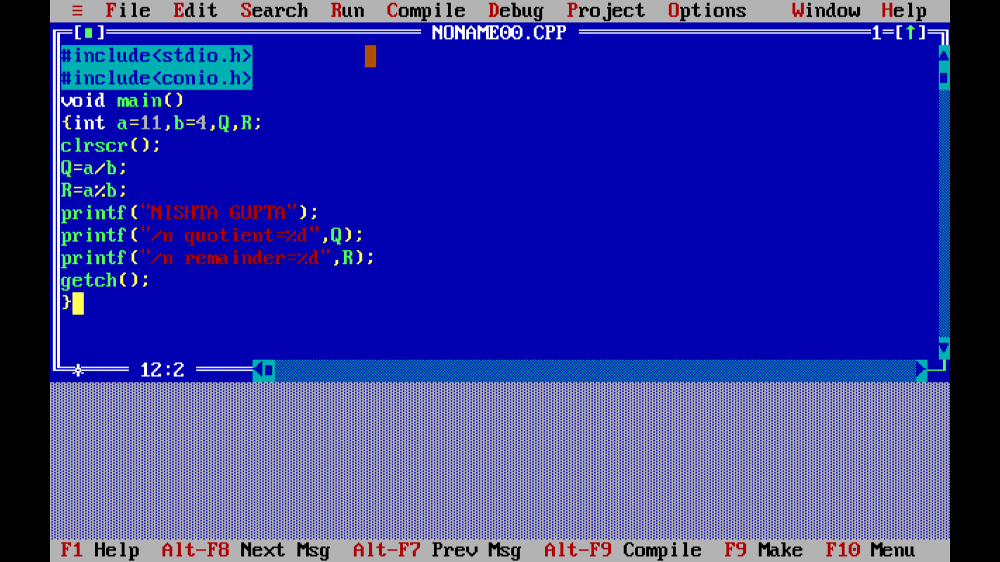 ≡ File Edit Search Run Compile Debug Project Options Window Help
[■] NONAME00.CPP 1=[↑]
#include<stdio.h>
#include<conio.h>
void main()
{int a=11,b=4,Q,R;
clrscr();
Q=a/b;
R=a%b;
printf("NISHTA GUPTA");
printf("/n quotient=%d",Q);
printf("/n remainder=%d",R);
getch();
}
12:2
F1 Help Alt-F8 Next Msg Alt-F7 Prev Msg Alt-F9 Compile F9 Make F10 Menu